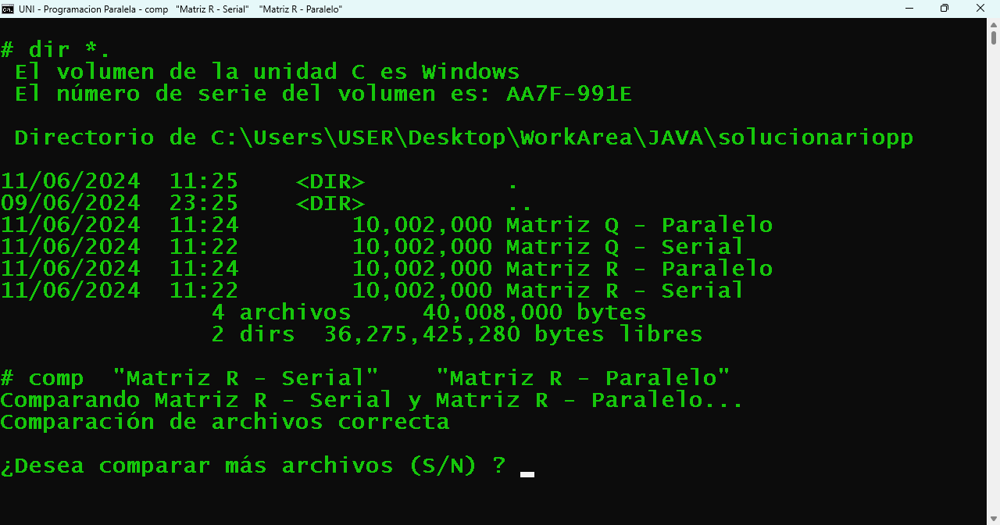 UNI - Programacion Paralela - comp  "Matriz R - Serial"    "Matriz R - Paralelo"
# dir *.
 El volumen de la unidad C es Windows
 El número de serie del volumen es: AA7F-991E
 Directorio de C:\Users\USER\Desktop\WorkArea\JAVA\solucionariopp
11/06/2024  11:25    <DIR>          .
09/06/2024  23:25    <DIR>          ..
11/06/2024  11:24        10,002,000 Matriz Q - Paralelo
11/06/2024  11:22        10,002,000 Matriz Q - Serial
11/06/2024  11:24        10,002,000 Matriz R - Paralelo
11/06/2024  11:22        10,002,000 Matriz R - Serial
               4 archivos     40,008,000 bytes
               2 dirs  36,275,425,280 bytes libres
# comp  "Matriz R - Serial"    "Matriz R - Paralelo"
Comparando Matriz R - Serial y Matriz R - Paralelo...
Comparación de archivos correcta
¿Desea comparar más archivos (S/N) ?